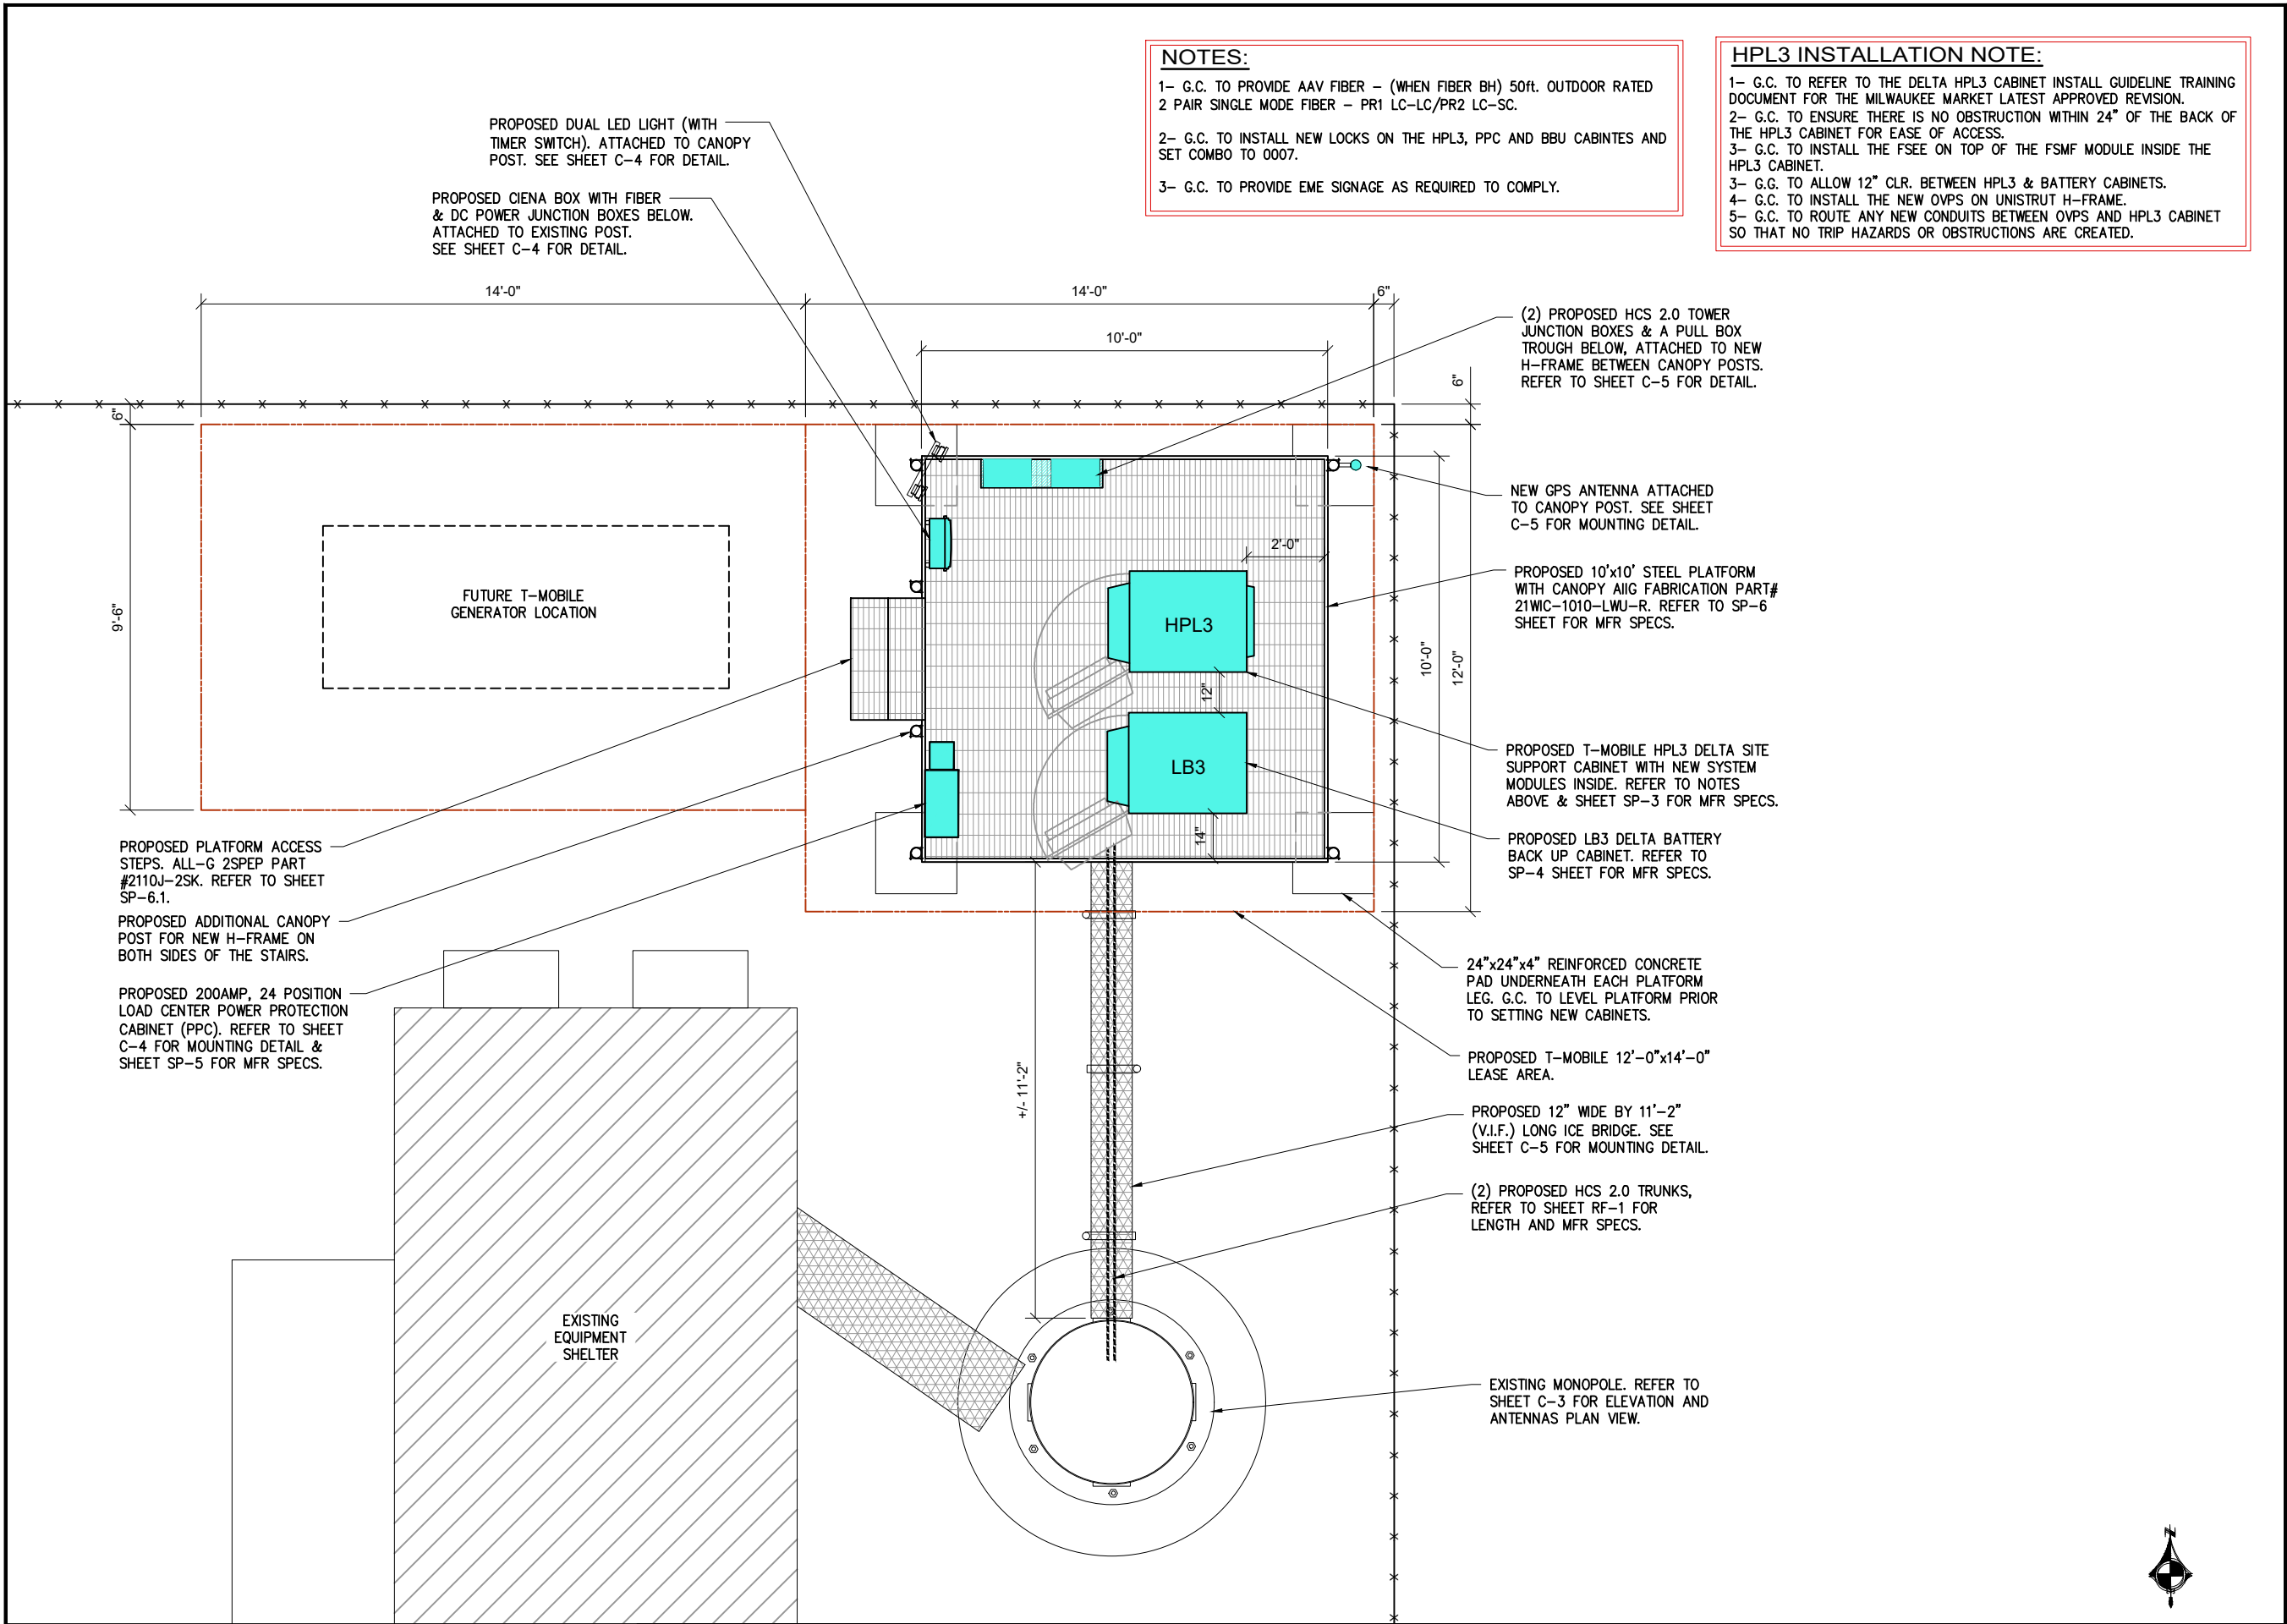 NOTES:
1- G.C. TO PROVIDE AAV FIBER - (WHEN FIBER BH) 50ft. OUTDOOR RATED
2 PAIR SINGLE MODE FIBER - PR1 LC-LC/PR2 LC-SC.
2- G.C. TO INSTALL NEW LOCKS ON THE HPL3, PPC AND BBU CABINTES AND
SET COMBO TO 0007.
3- G.C. TO PROVIDE EME SIGNAGE AS REQUIRED TO COMPLY.
HPL3 INSTALLATION NOTE:
1- G.C. TO REFER TO THE DELTA HPL3 CABINET INSTALL GUIDELINE TRAINING
DOCUMENT FOR THE MILWAUKEE MARKET LATEST APPROVED REVISION.
2- G.C. TO ENSURE THERE IS NO OBSTRUCTION WITHIN 24" OF THE BACK OF
THE HPL3 CABINET FOR EASE OF ACCESS.
3- G.C. TO INSTALL THE FSEE ON TOP OF THE FSMF MODULE INSIDE THE
HPL3 CABINET.
3- G.G. TO ALLOW 12" CLR. BETWEEN HPL3 & BATTERY CABINETS.
4- G.C. TO INSTALL THE NEW OVPS ON UNISTRUT H-FRAME.
5- G.C. TO ROUTE ANY NEW CONDUITS BETWEEN OVPS AND HPL3 CABINET
SO THAT NO TRIP HAZARDS OR OBSTRUCTIONS ARE CREATED.
PROPOSED DUAL LED LIGHT (WITH
TIMER SWITCH). ATTACHED TO CANOPY
POST. SEE SHEET C-4 FOR DETAIL.
PROPOSED CIENA BOX WITH FIBER
& DC POWER JUNCTION BOXES BELOW.
ATTACHED TO EXISTING POST.
SEE SHEET C-4 FOR DETAIL.
14'-0"
14'-0"
6"
10'-0"
(2) PROPOSED HCS 2.0 TOWER
JUNCTION BOXES & A PULL BOX
TROUGH BELOW, ATTACHED TO NEW
H-FRAME BETWEEN CANOPY POSTS.
REFER TO SHEET C-5 FOR DETAIL.
6"
6"
NEW GPS ANTENNA ATTACHED
TO CANOPY POST. SEE SHEET
C-5 FOR MOUNTING DETAIL.
2'-0"
PROPOSED 10'x10' STEEL PLATFORM
WITH CANOPY AIIG FABRICATION PART#
21WIC-1010-LWU-R. REFER TO SP-6
SHEET FOR MFR SPECS.
FUTURE T-MOBILE
GENERATOR LOCATION
9'-6"
HPL3
12"
10'-0"
12'-0"
LB3
14"
PROPOSED T-MOBILE HPL3 DELTA SITE
SUPPORT CABINET WITH NEW SYSTEM
MODULES INSIDE. REFER TO NOTES
ABOVE & SHEET SP-3 FOR MFR SPECS.
PROPOSED LB3 DELTA BATTERY
BACK UP CABINET. REFER TO
SP-4 SHEET FOR MFR SPECS.
PROPOSED PLATFORM ACCESS
STEPS. ALL-G 2SPEP PART
#2110J-2SK. REFER TO SHEET
SP-6.1.
PROPOSED ADDITIONAL CANOPY
POST FOR NEW H-FRAME ON
BOTH SIDES OF THE STAIRS.
PROPOSED 200AMP, 24 POSITION
LOAD CENTER POWER PROTECTION
CABINET (PPC). REFER TO SHEET
C-4 FOR MOUNTING DETAIL &
SHEET SP-5 FOR MFR SPECS.
24"x24"x4" REINFORCED CONCRETE
PAD UNDERNEATH EACH PLATFORM
LEG. G.C. TO LEVEL PLATFORM PRIOR
TO SETTING NEW CABINETS.
PROPOSED T-MOBILE 12'-0"x14'-0"
LEASE AREA.
+/- 11'-2"
PROPOSED 12" WIDE BY 11'-2"
(V.I.F.) LONG ICE BRIDGE. SEE
SHEET C-5 FOR MOUNTING DETAIL.
(2) PROPOSED HCS 2.0 TRUNKS,
REFER TO SHEET RF-1 FOR
LENGTH AND MFR SPECS.
EXISTING
EQUIPMENT
SHELTER
EXISTING MONOPOLE. REFER TO
SHEET C-3 FOR ELEVATION AND
ANTENNAS PLAN VIEW.
N